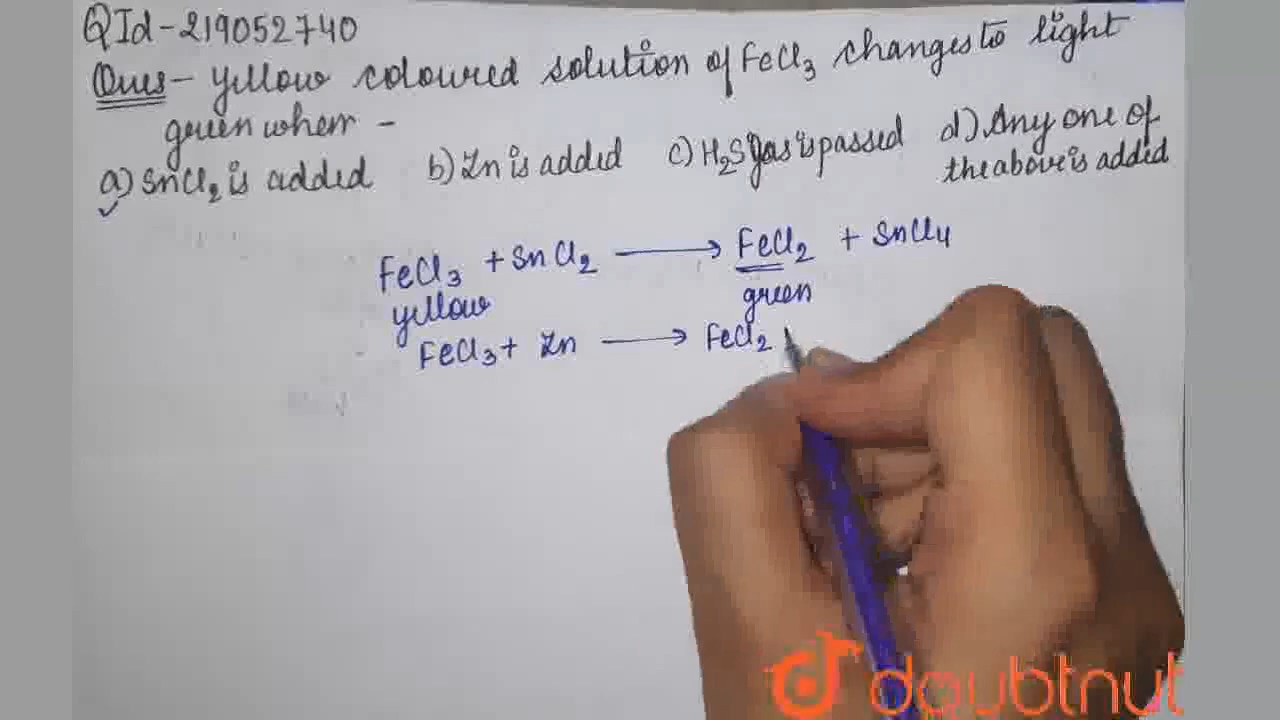 QId-219052740
Ques - Yellow coloured solution of FeCl3 changes to light
green when -
a) SnCl2 is added b) Zn is added c) H2S gas is passed d) Any one of
the above is added
FeCl3 + SnCl2 ⟶ FeCl2 + SnCl4
yellow green
FeCl3 + Zn ⟶ FeCl2
doubtnut